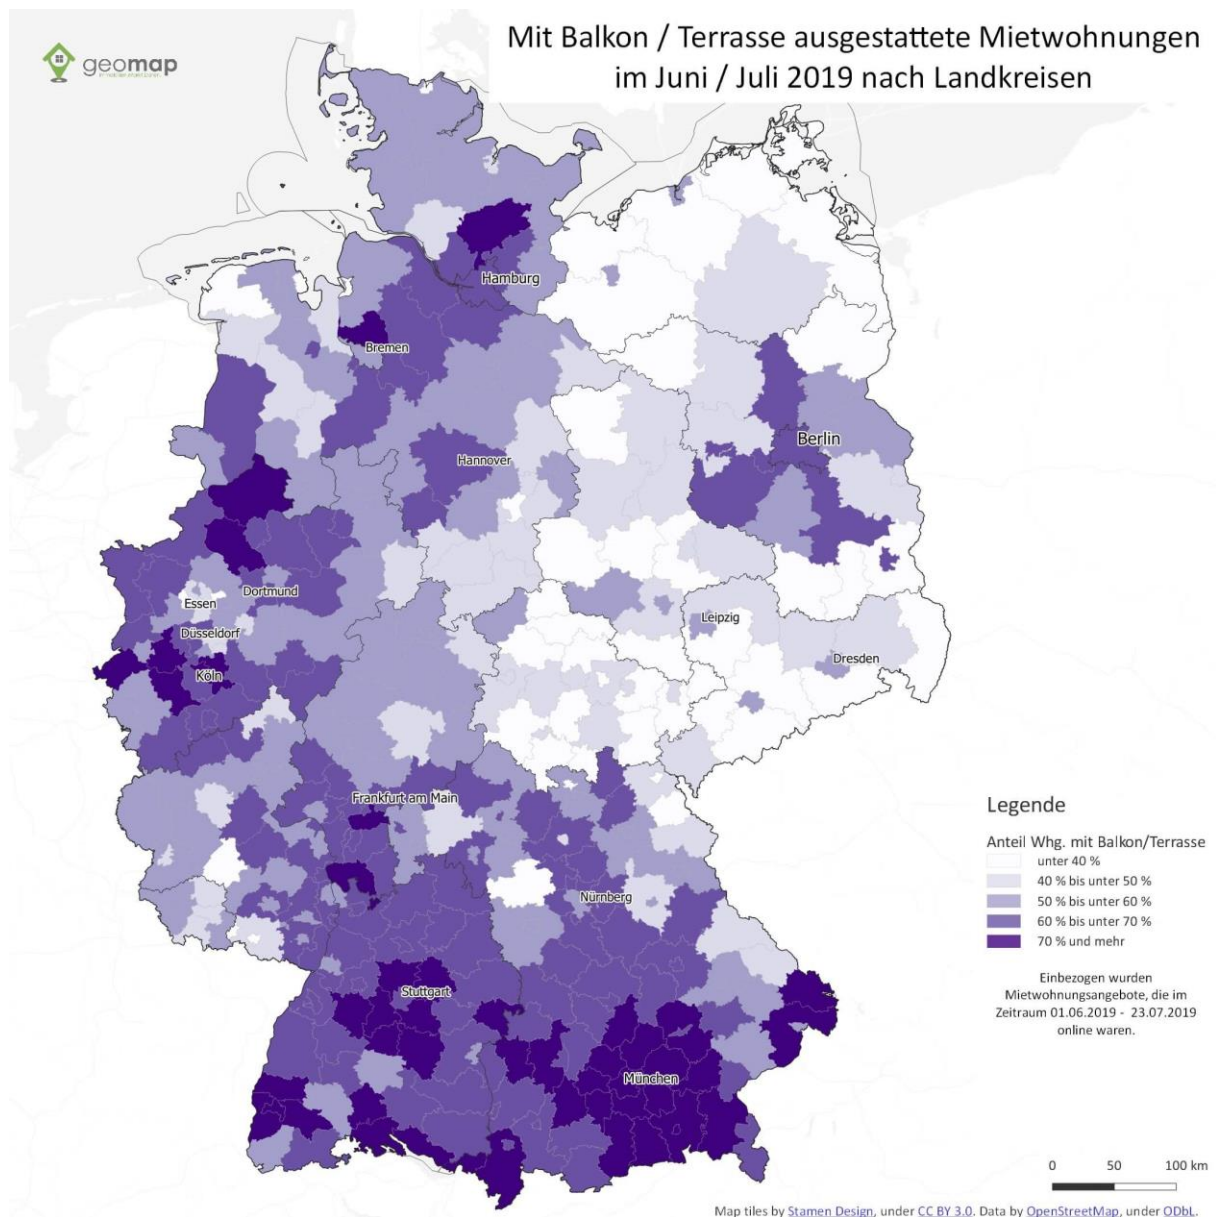 geomap
Mit Balkon / Terrasse ausgestattete Mietwohnungen
im Juni / Juli 2019 nach Landkreisen
Hamburg
Bremen
Berlin
Hannover
Dortmund
Essen
Düsseldorf
Leipzig
Dresden
Köln
Frankfurt am Main
Nürnberg
Stuttgart
München
Legende
Anteil Whg. mit Balkon/Terrasse
unter 40 %
40 % bis unter 50 %
50 % bis unter 60 %
60 % bis unter 70 %
70 % und mehr
Einbezogen wurden
Mietwohnungsangebote, die im
Zeitraum 01.06.2019 - 23.07.2019
online waren.
0 50 100 km
Map tiles by Stamen Design, under CC BY 3.0. Data by OpenStreetMap, under ODbL.